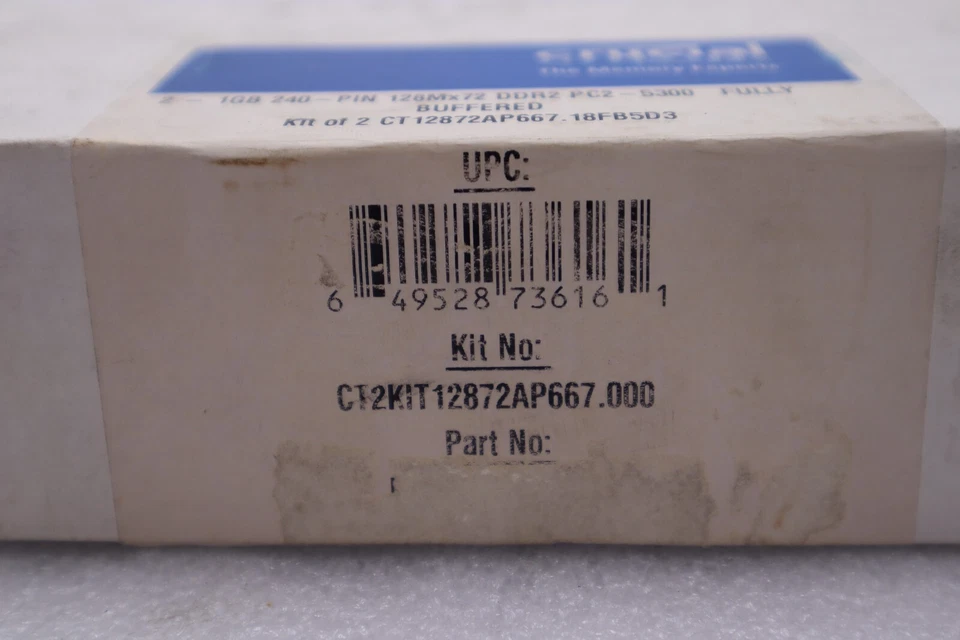 crucial
The Memory Experts
2 - 1GB 240-PIN 128Mx72 DDR2 PC2-5300 FULLY
BUFFERED
Kit of 2 CT12872AP667.18FB5D3
UPC:
6 49528 73616 1
Kit No:
CT2KIT12872AP667.000
Part No: